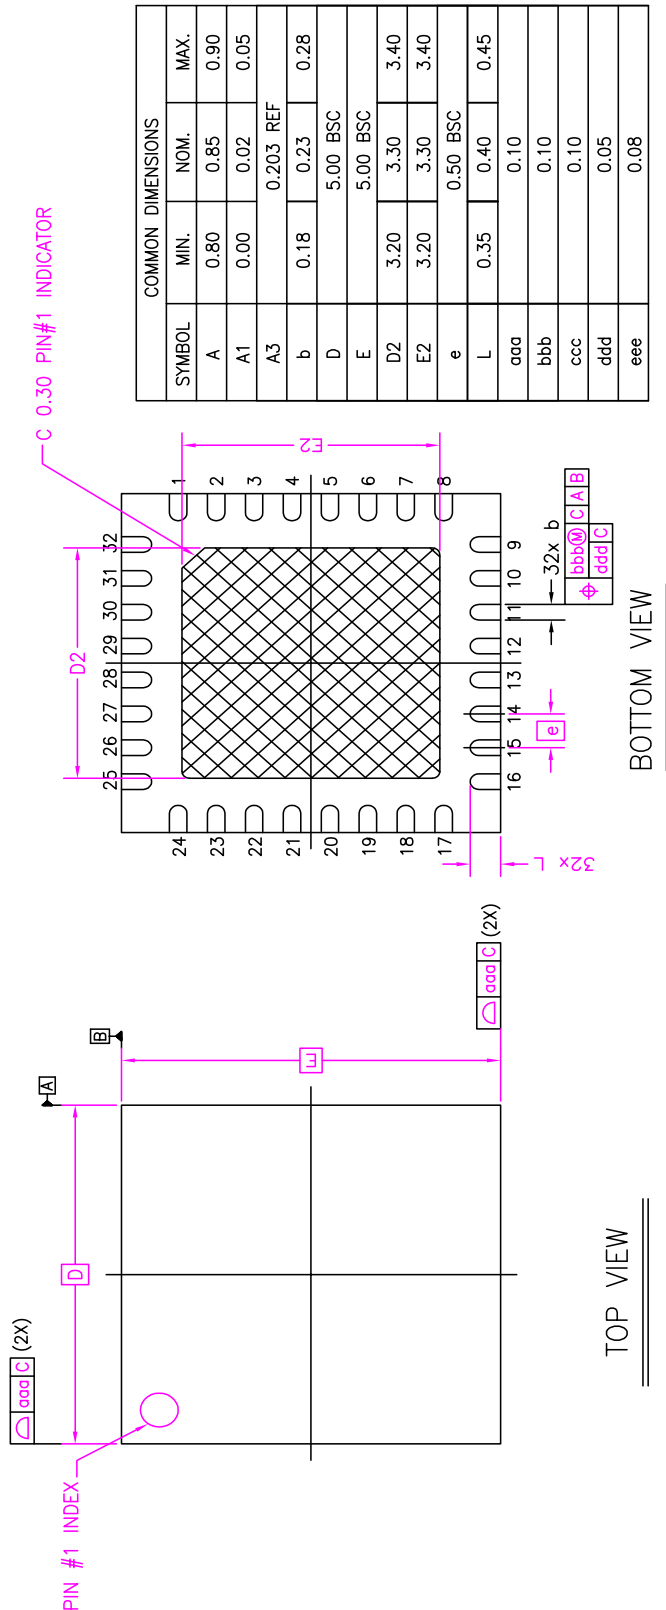 aaa C (2X)
PIN #1 INDEX
D
A
B
E
aaa C (2X)
TOP VIEW
C 0.30 PIN#1 INDICATOR
D2
E2
25 26 27 28 29 30 31 32
24 23 22 21 20 19 18 17
1 2 3 4 5 6 7 8
16 15 14 13 12 11 10 9
32x L
e
32x b
bbb M C A B
ddd C
BOTTOM VIEW
COMMON DIMENSIONS
SYMBOL MIN. NOM. MAX.
A 0.80 0.85 0.90
A1 0.00 0.02 0.05
A3 0.203 REF
b 0.18 0.23 0.28
D 5.00 BSC
E 5.00 BSC
D2 3.20 3.30 3.40
E2 3.20 3.30 3.40
e 0.50 BSC
L 0.35 0.40 0.45
aaa 0.10
bbb 0.10
ccc 0.10
ddd 0.05
eee 0.08